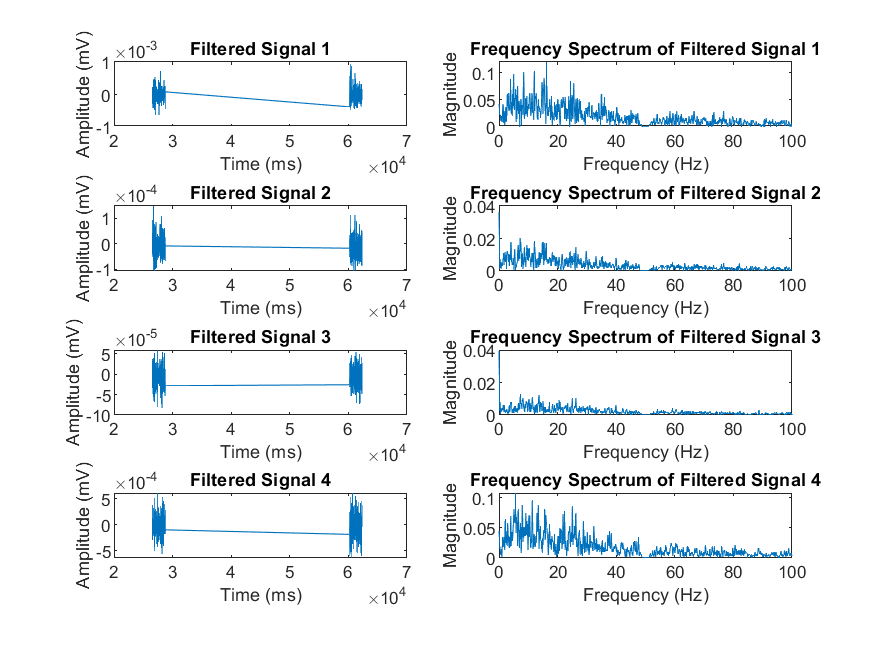 Filtered Signal 1
×10⁻³
Amplitude (mV)
1
0
-1
2 3 4 5 6 7
Time (ms)
×10⁴
Frequency Spectrum of Filtered Signal 1
Magnitude
0.1
0.05
0
0 20 40 60 80 100
Frequency (Hz)
Filtered Signal 2
×10⁻⁴
Amplitude (mV)
1
0
-1
2 3 4 5 6 7
Time (ms)
×10⁴
Frequency Spectrum of Filtered Signal 2
Magnitude
0.04
0.02
0
0 20 40 60 80 100
Frequency (Hz)
Filtered Signal 3
×10⁻⁵
Amplitude (mV)
5
0
-5
-10
2 3 4 5 6 7
Time (ms)
×10⁴
Frequency Spectrum of Filtered Signal 3
Magnitude
0.04
0.02
0
0 20 40 60 80 100
Frequency (Hz)
Filtered Signal 4
×10⁻⁴
Amplitude (mV)
5
0
-5
2 3 4 5 6 7
Time (ms)
×10⁴
Frequency Spectrum of Filtered Signal 4
Magnitude
0.1
0.05
0
0 20 40 60 80 100
Frequency (Hz)